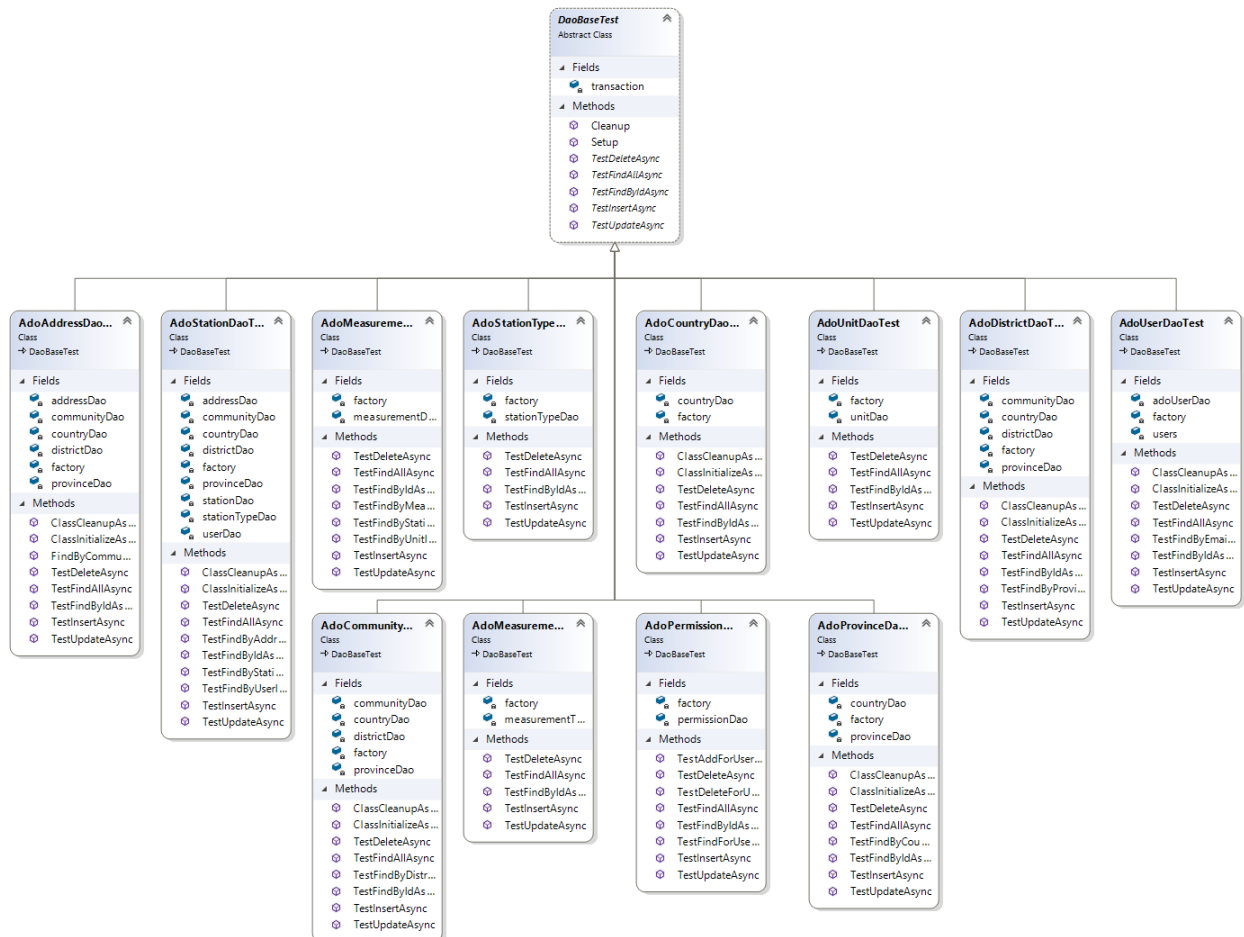 DaoBaseTest
Abstract Class
Fields
transaction
Methods
Cleanup
Setup
TestDeleteAsync
TestFindAllAsync
TestFindByIdAsync
TestInsertAsync
TestUpdateAsync
AdoAddressDao...
Class
DaoBaseTest
Fields
addressDao
communityDao
countryDao
districtDao
factory
provinceDao
Methods
ClassCleanupAs...
ClassInitializeAs...
FindByCommu...
TestDeleteAsync
TestFindAllAsync
TestFindByIdAs...
TestInsertAsync
TestUpdateAsync
AdoStationDaoT...
Class
DaoBaseTest
Fields
addressDao
communityDao
countryDao
districtDao
factory
provinceDao
stationDao
stationTypeDao
userDao
Methods
ClassCleanupAs...
ClassInitializeAs...
TestDeleteAsync
TestFindAllAsync
TestFindByAddr...
TestFindByIdAs...
TestFindByStati...
TestFindByUserI...
TestInsertAsync
TestUpdateAsync
AdoMeasureme...
Class
DaoBaseTest
Fields
factory
measurementD...
Methods
TestDeleteAsync
TestFindAllAsync
TestFindByIdAs...
TestFindByMea...
TestFindByStati...
TestFindByUnitI...
TestInsertAsync
TestUpdateAsync
AdoStationType...
Class
DaoBaseTest
Fields
factory
stationTypeDao
Methods
TestDeleteAsync
TestFindAllAsync
TestFindByIdAs...
TestInsertAsync
TestUpdateAsync
AdoCountryDao...
Class
DaoBaseTest
Fields
countryDao
factory
Methods
ClassCleanupAs...
ClassInitializeAs...
TestDeleteAsync
TestFindAllAsync
TestFindByIdAs...
TestInsertAsync
TestUpdateAsync
AdoUnitDaoTest
Class
DaoBaseTest
Fields
factory
unitDao
Methods
TestDeleteAsync
TestFindAllAsync
TestFindByIdAs...
TestInsertAsync
TestUpdateAsync
AdoDistrictDaoT...
Class
DaoBaseTest
Fields
communityDao
countryDao
districtDao
factory
provinceDao
Methods
ClassCleanupAs...
ClassInitializeAs...
TestDeleteAsync
TestFindAllAsync
TestFindByIdAs...
TestFindByProvi...
TestInsertAsync
TestUpdateAsync
AdoUserDaoTest
Class
DaoBaseTest
Fields
adoUserDao
factory
users
Methods
ClassCleanupAs...
ClassInitializeAs...
TestDeleteAsync
TestFindAllAsync
TestFindByEmai...
TestFindByIdAs...
TestInsertAsync
TestUpdateAsync
AdoCommunity...
Class
DaoBaseTest
Fields
communityDao
countryDao
districtDao
factory
provinceDao
Methods
ClassCleanupAs...
ClassInitializeAs...
TestDeleteAsync
TestFindAllAsync
TestFindByDistr...
TestFindByIdAs...
TestInsertAsync
TestUpdateAsync
AdoMeasureme...
Class
DaoBaseTest
Fields
factory
measurementT...
Methods
TestDeleteAsync
TestFindAllAsync
TestFindByIdAs...
TestInsertAsync
TestUpdateAsync
AdoPermission...
Class
DaoBaseTest
Fields
factory
permissionDao
Methods
TestAddForUser...
TestDeleteAsync
TestDeleteForU...
TestFindAllAsync
TestFindByIdAs...
TestFindForUse...
TestInsertAsync
TestUpdateAsync
AdoProvinceDa...
Class
DaoBaseTest
Fields
countryDao
factory
provinceDao
Methods
ClassCleanupAs...
ClassInitializeAs...
TestDeleteAsync
TestFindAllAsync
TestFindByCou...
TestFindByIdAs...
TestInsertAsync
TestUpdateAsync